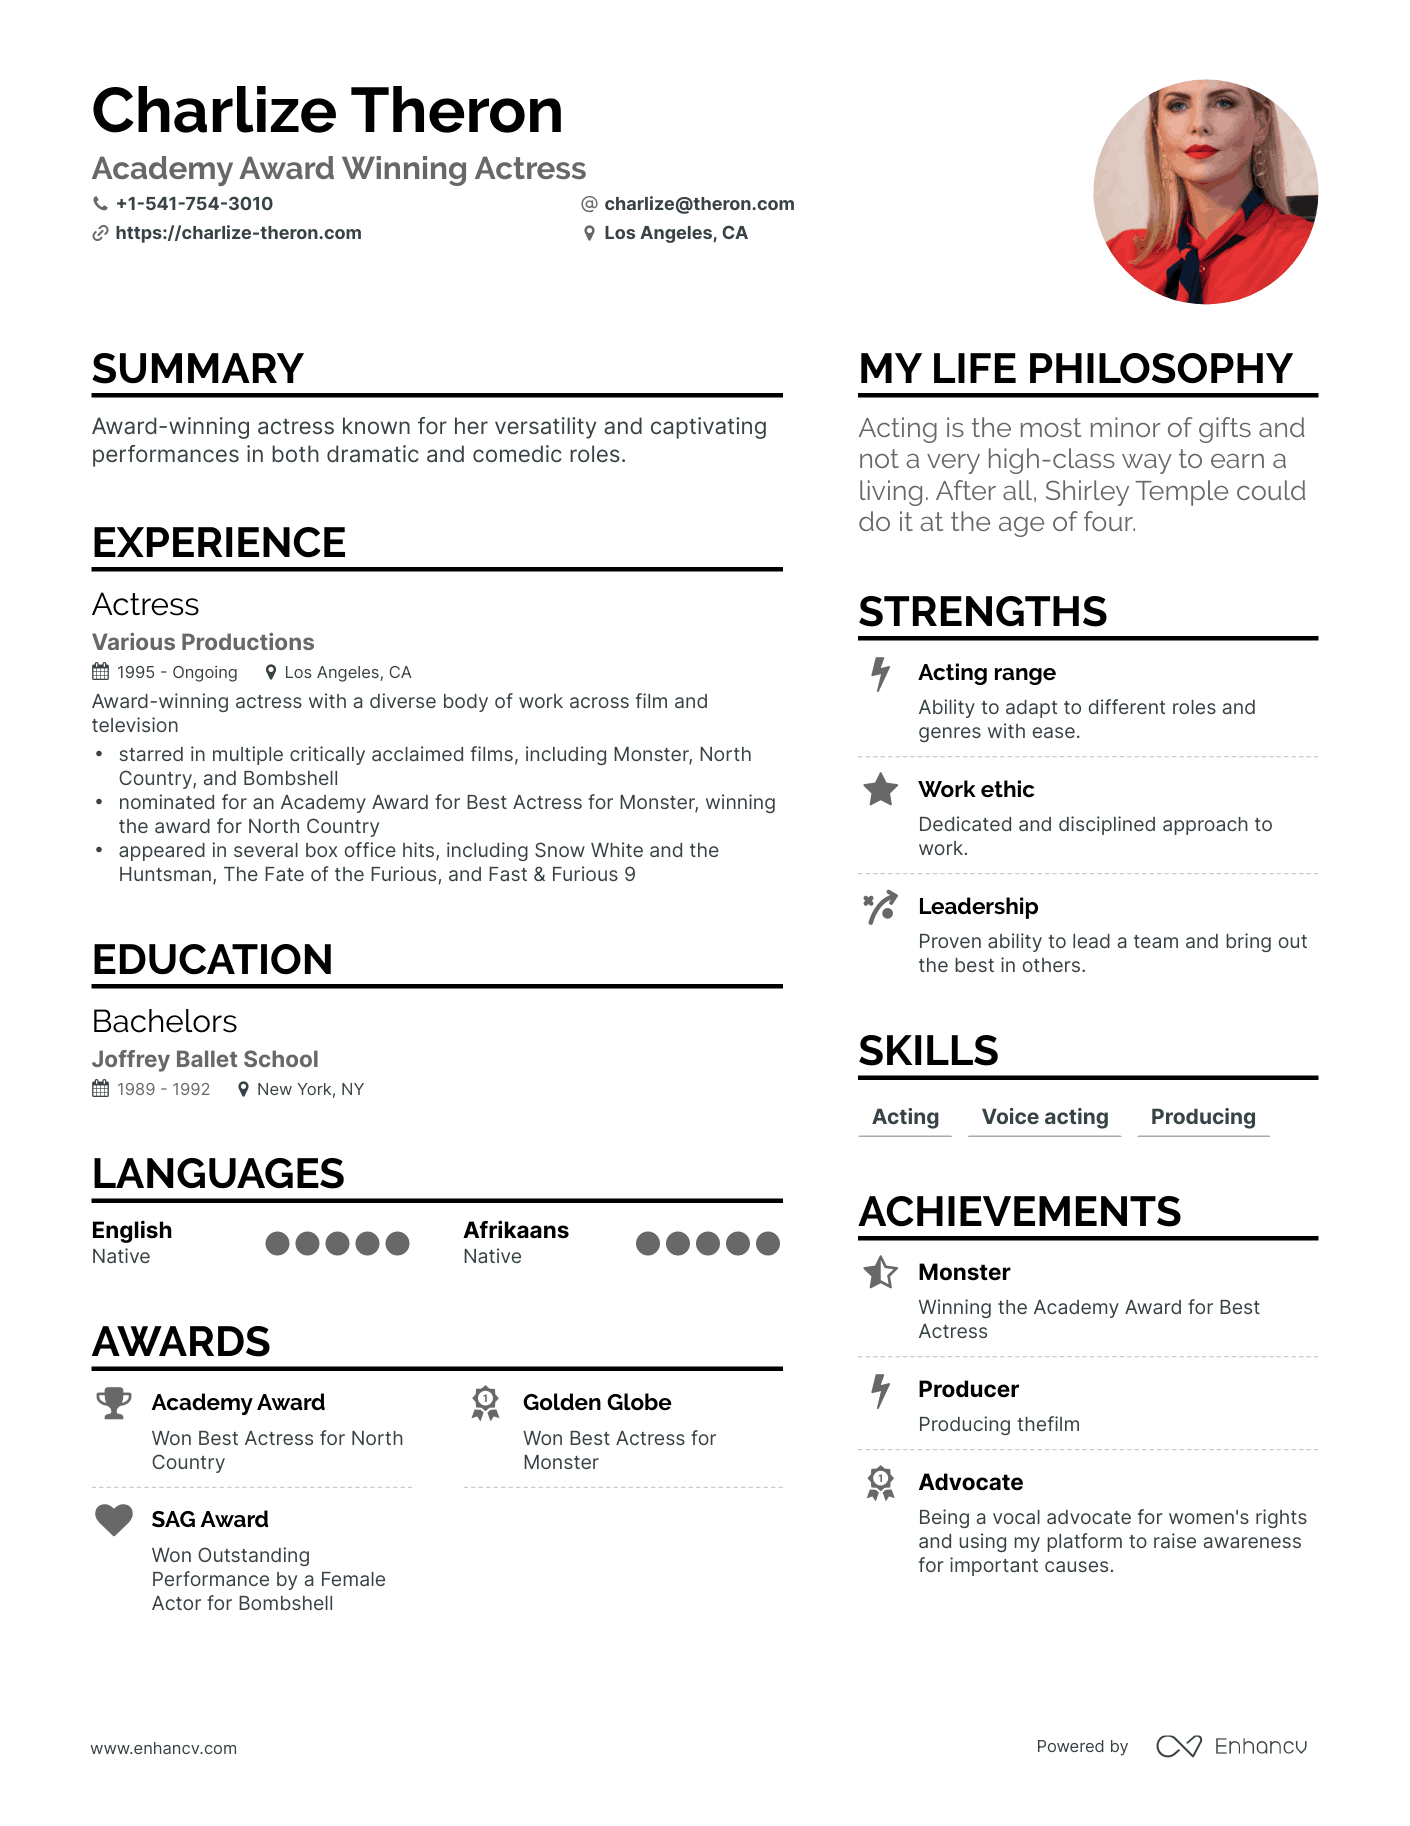 Charlize Theron
Academy Award Winning Actress
+1-541-754-3010
charlize@theron.com
https://charlize-theron.com
Los Angeles, CA
SUMMARY
Award-winning actress known for her versatility and captivating
performances in both dramatic and comedic roles.
EXPERIENCE
Actress
Various Productions
1995 - Ongoing
Los Angeles, CA
Award-winning actress with a diverse body of work across film and
television
• starred in multiple critically acclaimed films, including Monster, North
Country, and Bombshell
• nominated for an Academy Award for Best Actress for Monster, winning
the award for North Country
• appeared in several box office hits, including Snow White and the
Huntsman, The Fate of the Furious, and Fast & Furious 9
EDUCATION
Bachelors
Joffrey Ballet School
1989 - 1992
New York, NY
LANGUAGES
English
Native
Afrikaans
Native
AWARDS
Academy Award
Won Best Actress for North
Country
Golden Globe
Won Best Actress for
Monster
SAG Award
Won Outstanding
Performance by a Female
Actor for Bombshell
MY LIFE PHILOSOPHY
Acting is the most minor of gifts and
not a very high-class way to earn a
living. After all, Shirley Temple could
do it at the age of four.
STRENGTHS
Acting range
Ability to adapt to different roles and
genres with ease.
Work ethic
Dedicated and disciplined approach to
work.
Leadership
Proven ability to lead a team and bring out
the best in others.
SKILLS
Acting
Voice acting
Producing
ACHIEVEMENTS
Monster
Winning the Academy Award for Best
Actress
Producer
Producing thefilm
1
Advocate
Being a vocal advocate for women's rights
and using my platform to raise awareness
for important causes.
www.enhancv.com
Powered by
Enhancv